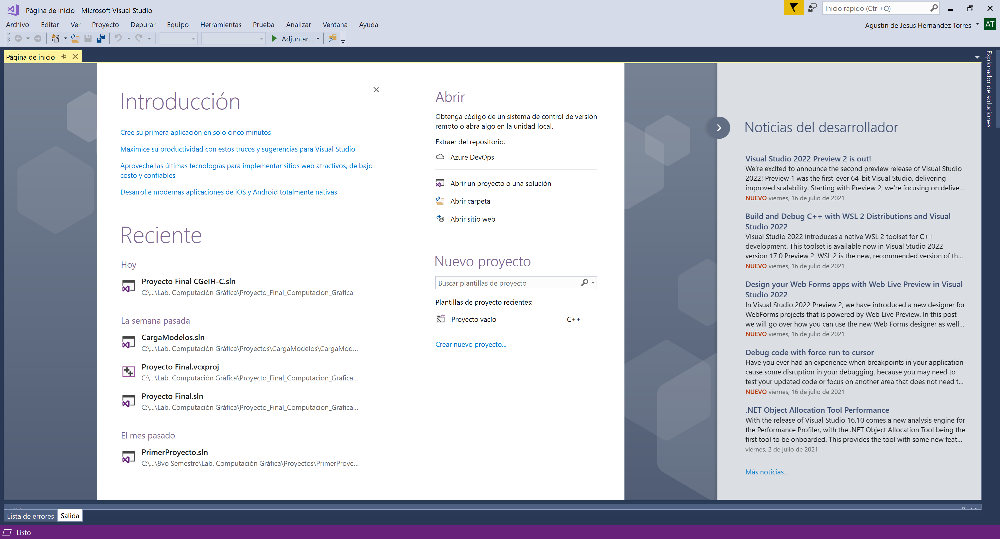 Página de inicio - Microsoft Visual Studio
Inicio rápido (Ctrl+Q)
Archivo Editar Ver Proyecto Depurar Equipo Herramientas Prueba Analizar Ventana Ayuda
Agustin de Jesus Hernandez Torres AT
Adjuntar...
Página de inicio
Explorador de soluciones
Introducción
Cree su primera aplicación en solo cinco minutos
Maximice su productividad con estos trucos y sugerencias para Visual Studio
Aproveche las últimas tecnologías para implementar sitios web atractivos, de bajo
costo y confiables
Desarrolle modernas aplicaciones de iOS y Android totalmente nativas
Reciente
Hoy
Proyecto Final CGeIH-C.sln
C:\...\Lab. Computación Gráfica\Proyecto_Final_Computacion_Grafica
La semana pasada
CargaModelos.sln
C:\...\Lab. Computación Gráfica\Proyectos\CargaModelos\CargaMod...
Proyecto Final.vcxproj
C:\...\Lab. Computación Gráfica\Proyecto_Final_Computacion_Grafica...
Proyecto Final.sln
C:\...\Lab. Computación Gráfica\Proyecto_Final_Computacion_Grafica...
El mes pasado
PrimerProyecto.sln
C:\...\8vo Semestre\Lab. Computación Gráfica\Proyectos\PrimerProye...
Abrir
Obtenga código de un sistema de control de versión
remoto o abra algo en la unidad local.
Extraer del repositorio:
Azure DevOps
Abrir un proyecto o una solución
Abrir carpeta
Abrir sitio web
Nuevo proyecto
Buscar plantillas de proyecto
Plantillas de proyecto recientes:
Proyecto vacío C++
Crear nuevo proyecto...
Noticias del desarrollador
Visual Studio 2022 Preview 2 is out!
We're excited to announce the second preview release of Visual Studio
2022! Preview 1 was the first-ever 64-bit Visual Studio, delivering
improved scalability. Starting with Preview 2, we're focusing on delive...
NUEVO viernes, 16 de julio de 2021
Build and Debug C++ with WSL 2 Distributions and Visual
Studio 2022
Visual Studio 2022 introduces a native WSL 2 toolset for C++
development. This toolset is available now in Visual Studio 2022
version 17.0 Preview 2. WSL 2 is the new, recommended version of th...
NUEVO viernes, 16 de julio de 2021
Design your Web Forms apps with Web Live Preview in Visual
Studio 2022
In Visual Studio 2022 Preview 2, we have introduced a new designer for
WebForms projects that is powered by Web Live Preview. In this post
we will go over how you can use the new Web Forms designer as well...
NUEVO viernes, 16 de julio de 2021
Debug code with force run to cursor
Have you ever had an experience when breakpoints in your application
cause some disruption in your debugging, because you may need to
test your updated code or focus on another area that does not need t...
NUEVO viernes, 16 de julio de 2021
.NET Object Allocation Tool Performance
With the release of Visual Studio 16.10 comes a new analysis engine for
the Performance Profiler, with the .NET Object Allocation Tool being the
first tool to be onboarded. This provides the tool with some new feat...
viernes, 2 de julio de 2021
Más noticias...
Lista de errores Salida
Listo